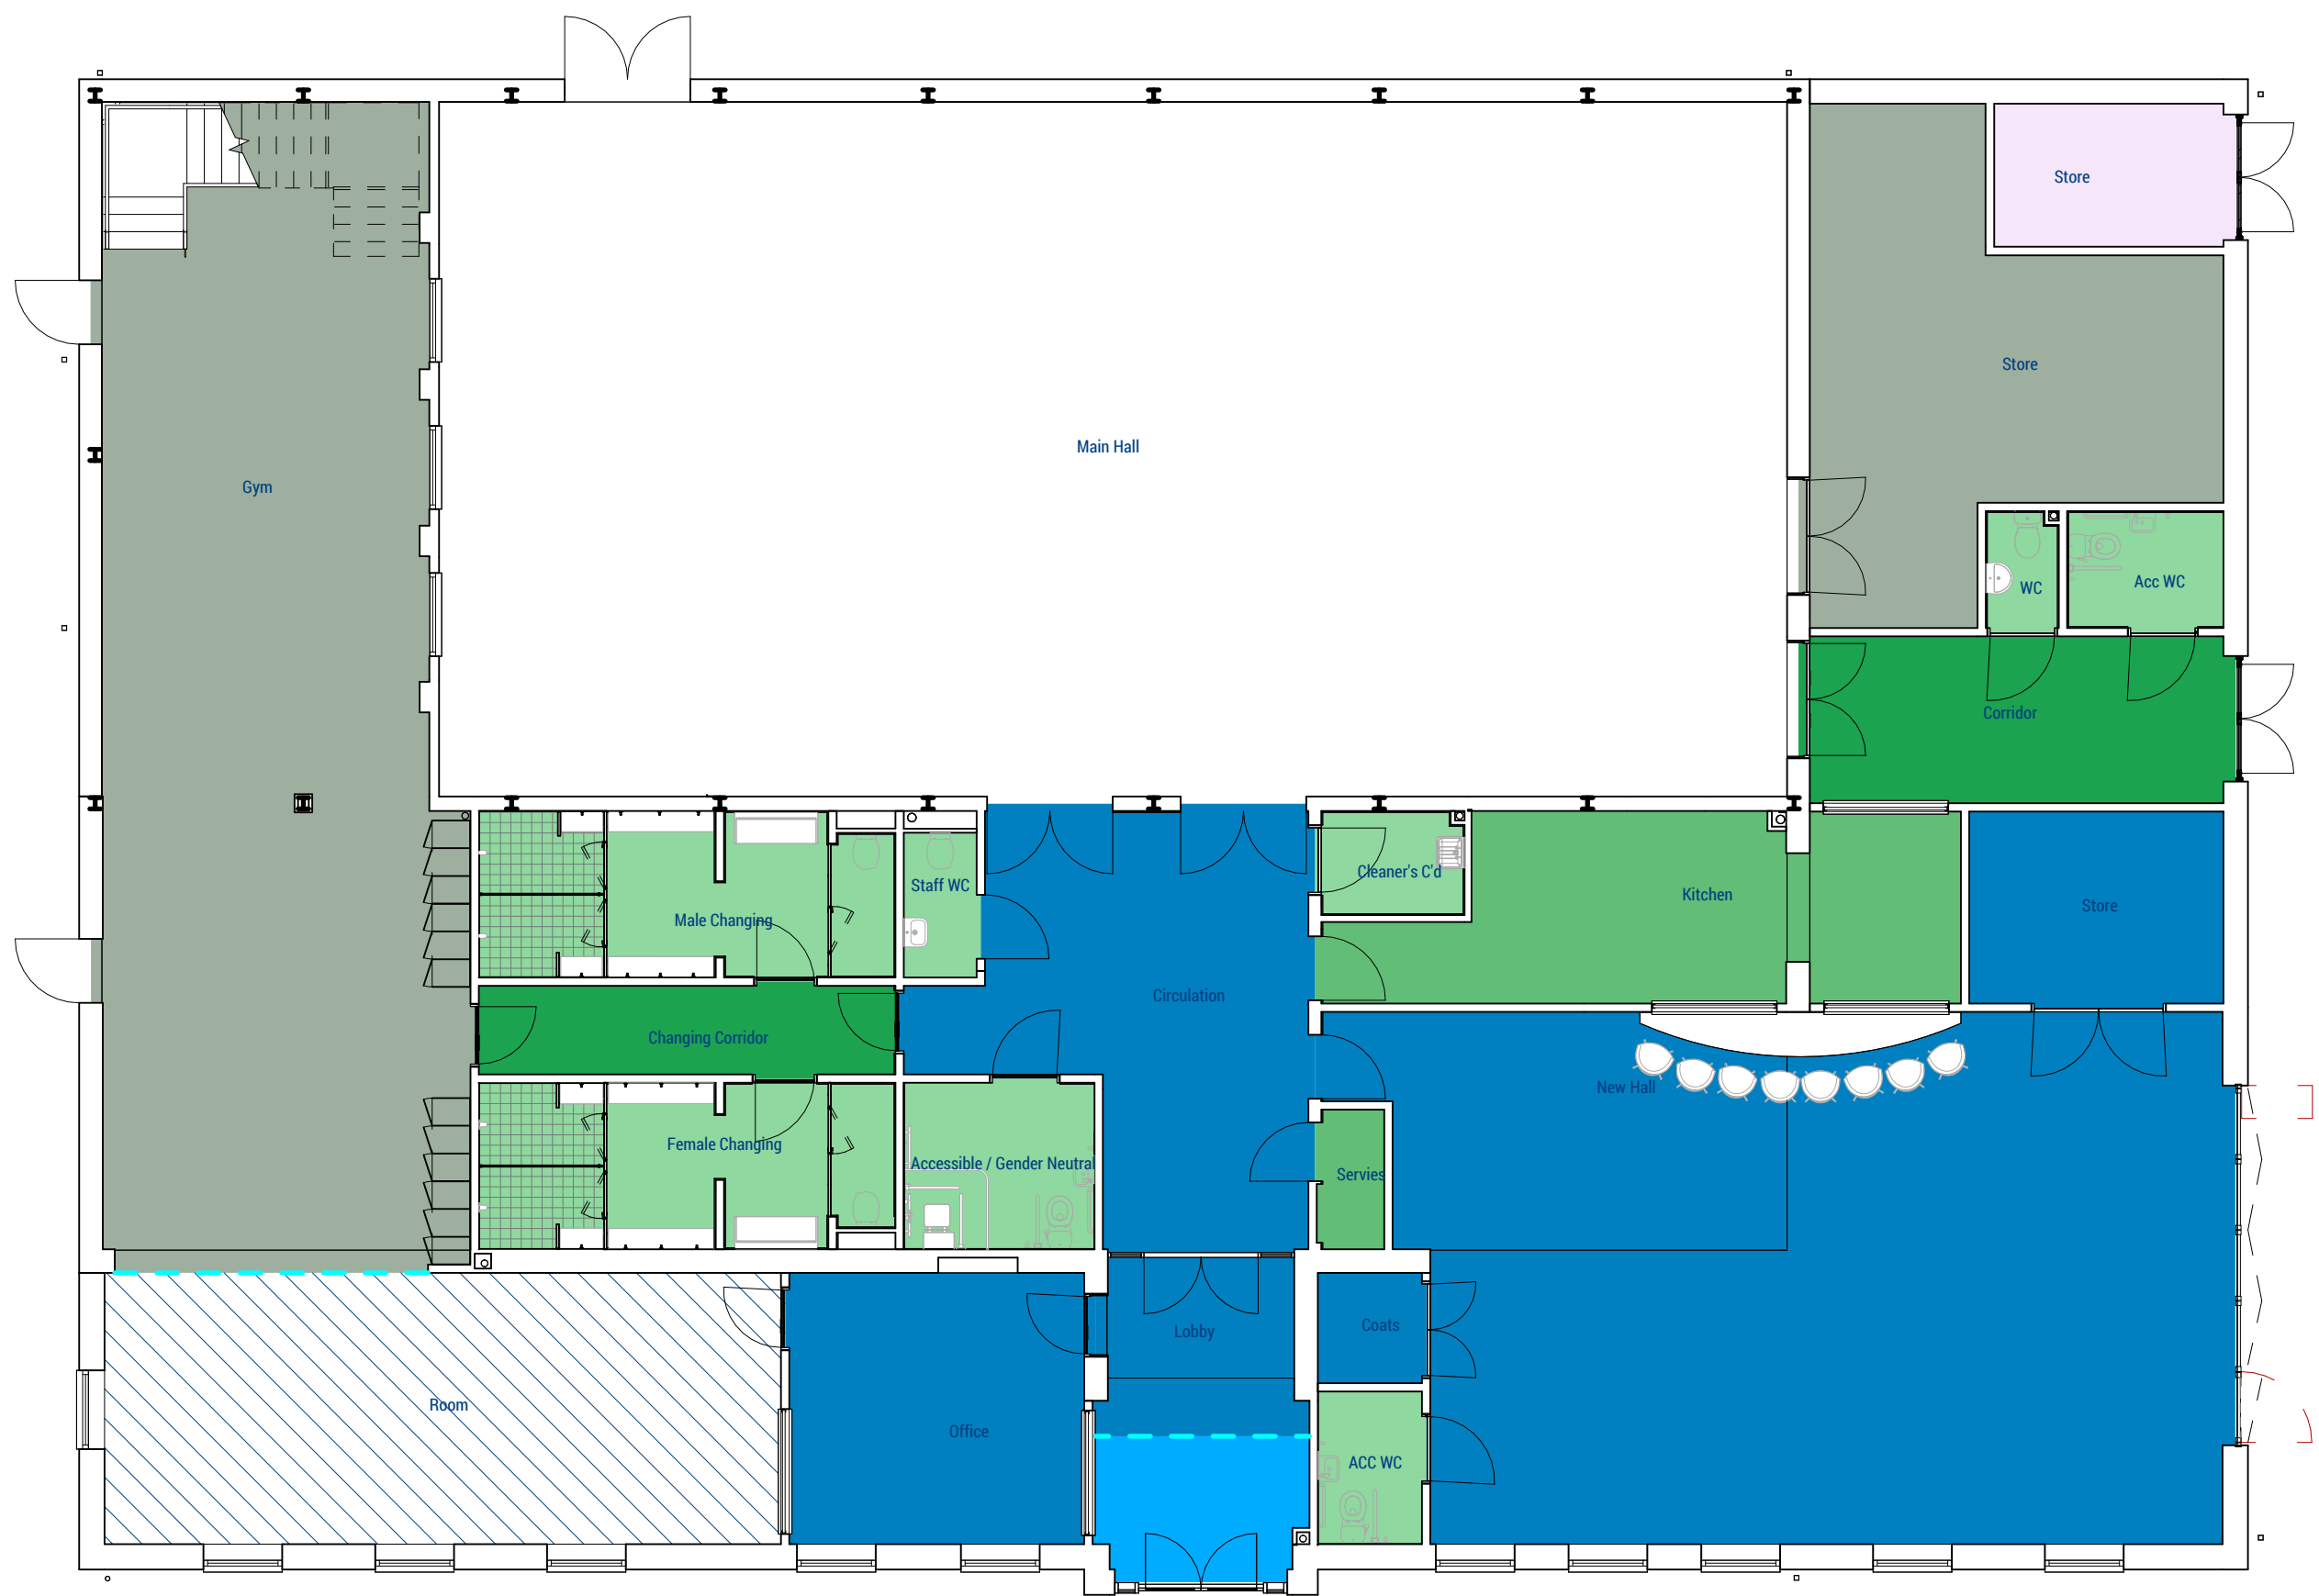 Store
Store
Main Hall
Gym
WC
Acc WC
Corridor
Cleaner's C'd
Staff WC
Kitchen
Store
Male Changing
Circulation
Changing Corridor
New Hall
Female Changing
Accessible / Gender Neutral
Servies
Coats
Lobby
Room
Office
ACC WC